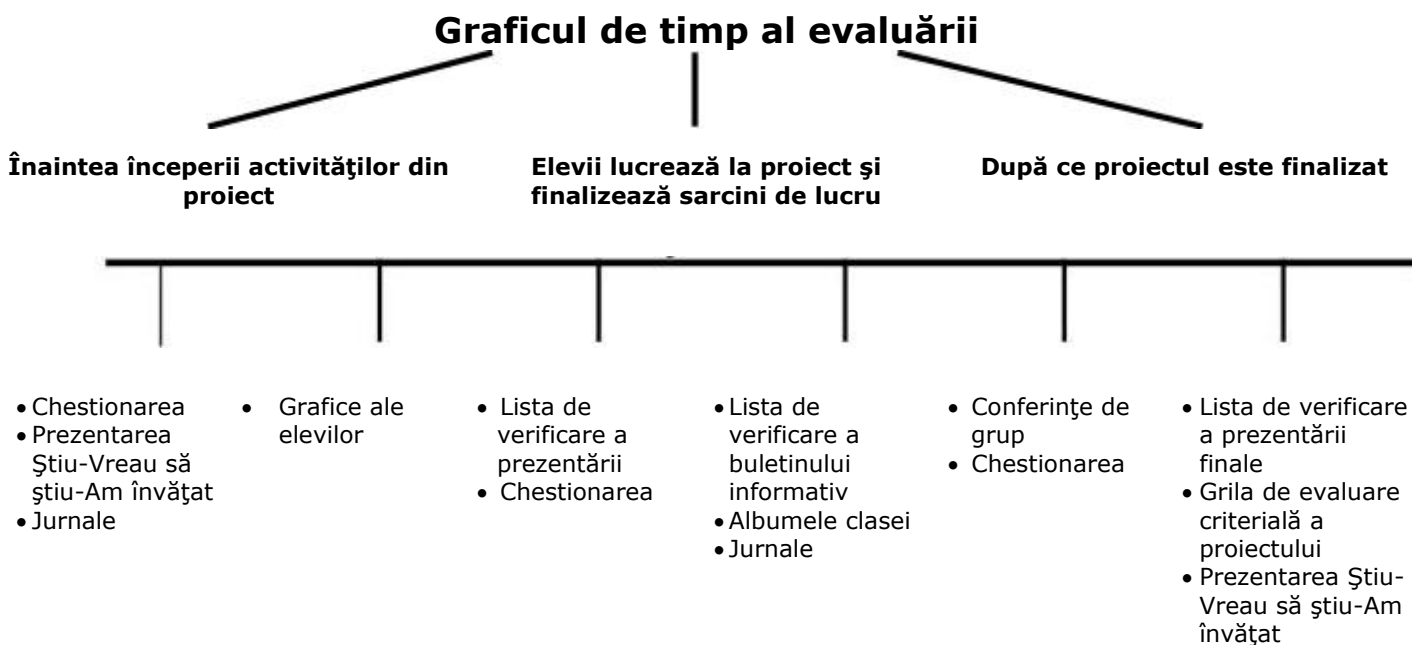 Graficul de timp al evaluării
Înaintea începerii activităţilor din
proiect
Elevii lucrează la proiect şi
finalizează sarcini de lucru
După ce proiectul este finalizat
• Chestionarea
• Prezentarea
Ştiu-Vreau să
ştiu-Am învăţat
• Jurnale
• Grafice ale
elevilor
• Lista de
verificare a
prezentării
• Chestionarea
• Lista de
verificare a
buletinului
informativ
• Albumele clasei
• Jurnale
• Conferinţe de
grup
• Chestionarea
• Lista de verificare
a prezentării
finale
• Grila de evaluare
criterială a
proiectului
• Prezentarea Ştiu-
Vreau să ştiu-Am
învăţat